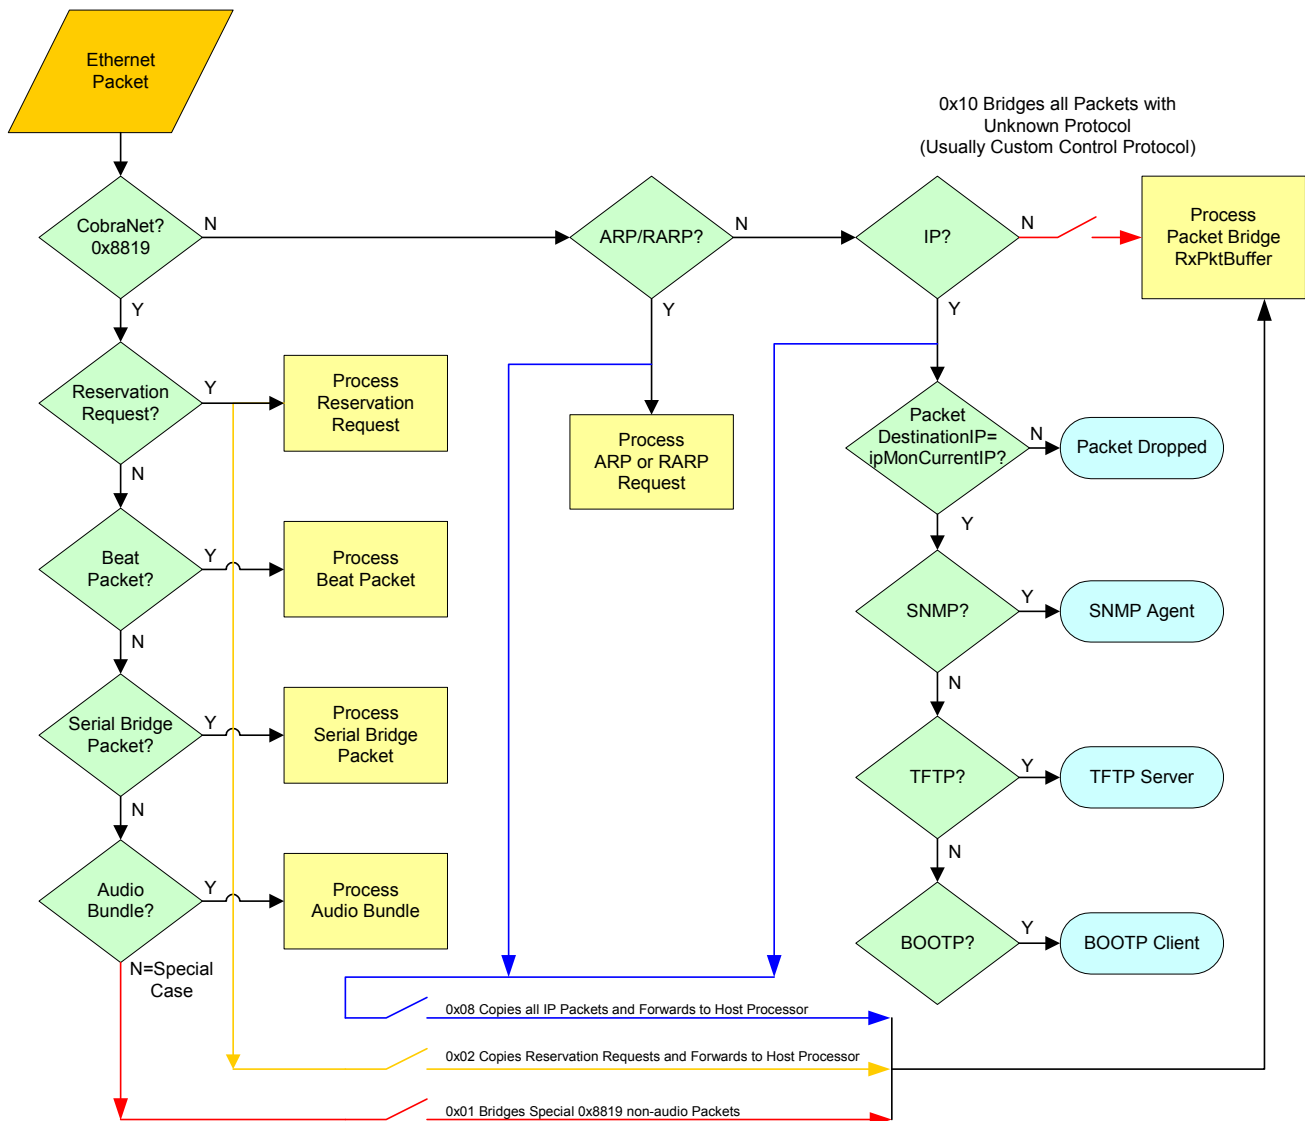 Ethernet
Packet
0x10 Bridges all Packets with
Unknown Protocol
(Usually Custom Control Protocol)
CobraNet?
0x8819
N
ARP/RARP?
N
IP?
N
Process
Packet Bridge
RxPktBuffer
Y
Y
Y
Reservation
Request?
Y
Process
Reservation
Request
Process
ARP or RARP
Request
Packet
DestinationIP=
ipMonCurrentIP?
N
Packet Dropped
N
Y
Beat
Packet?
Y
Process
Beat Packet
SNMP?
Y
SNMP Agent
N
N
Serial Bridge
Packet?
Y
Process
Serial Bridge
Packet
TFTP?
Y
TFTP Server
N
N
Audio
Bundle?
Y
Process
Audio Bundle
BOOTP?
Y
BOOTP Client
N=Special
Case
0x08 Copies all IP Packets and Forwards to Host Processor
0x02 Copies Reservation Requests and Forwards to Host Processor
0x01 Bridges Special 0x8819 non-audio Packets